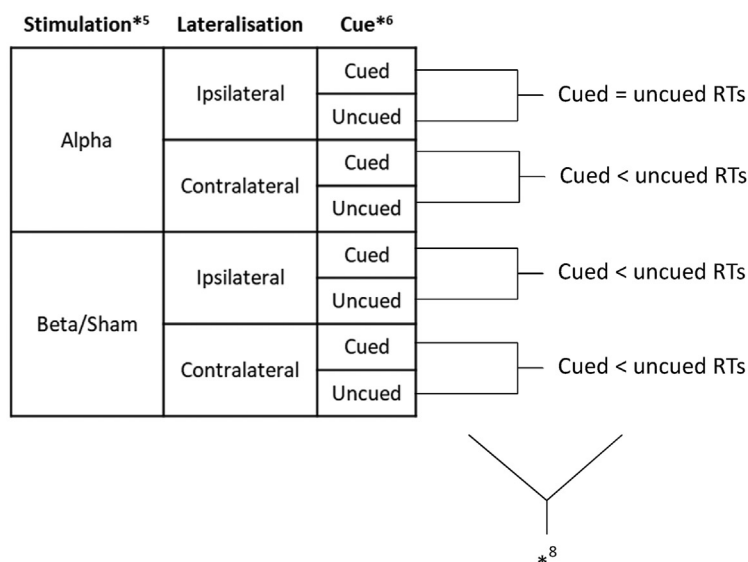 Stimulation*5 Lateralisation Cue*6
Alpha Ipsilateral Cued Cued = uncued RTs
Uncued
Contralateral Cued Cued < uncued RTs
Uncued
Beta/Sham Ipsilateral Cued Cued < uncued RTs
Uncued
Contralateral Cued Cued < uncued RTs
Uncued
*8